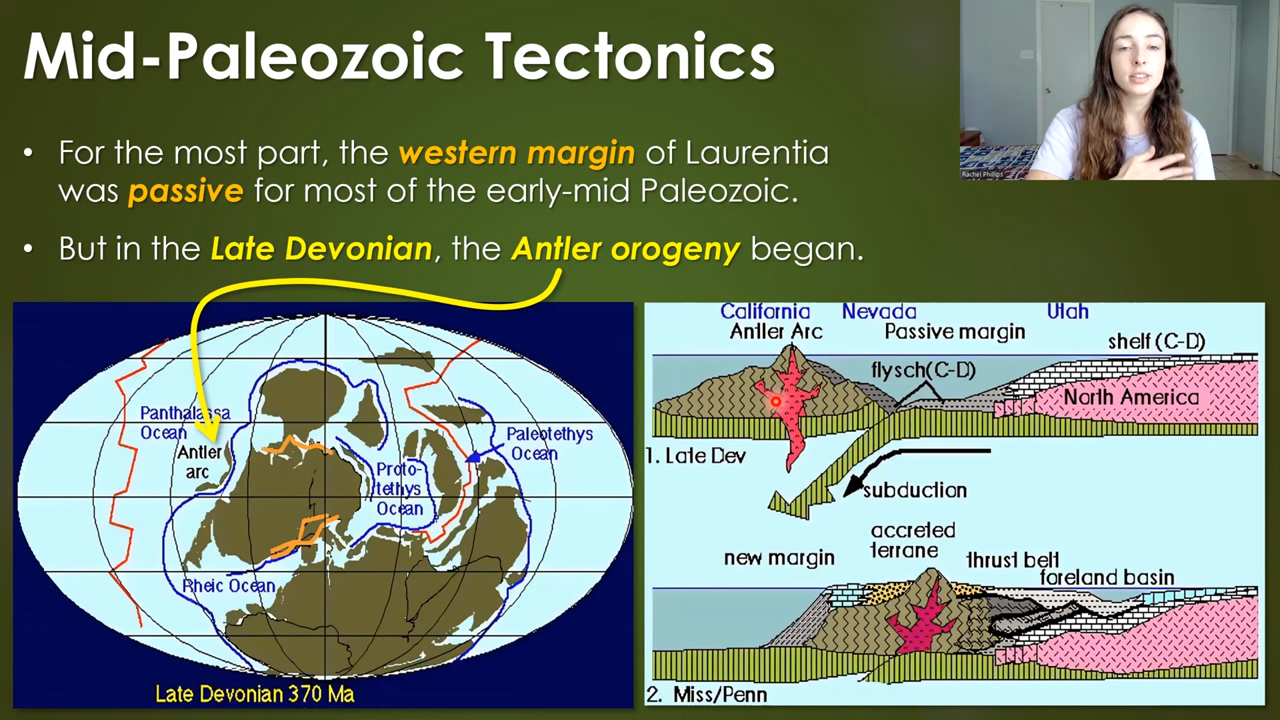 Mid-Paleozoic Tectonics
Rachel Phillips
• For the most part, the western margin of Laurentia
was passive for most of the early-mid Paleozoic.
• But in the Late Devonian, the Antler orogeny began.
Panthalassa
Ocean
Antler
arc
Proto-
tethys
Ocean
Paleotethys
Ocean
Rheic Ocean
Late Devonian 370 Ma
California
Nevada
Utah
Antler Arc
Passive margin
shelf (C-D)
flysch(C-D)
North America
1. Late Dev
subduction
new margin
accreted
terrane
thrust belt
foreland basin
2. Miss/Penn